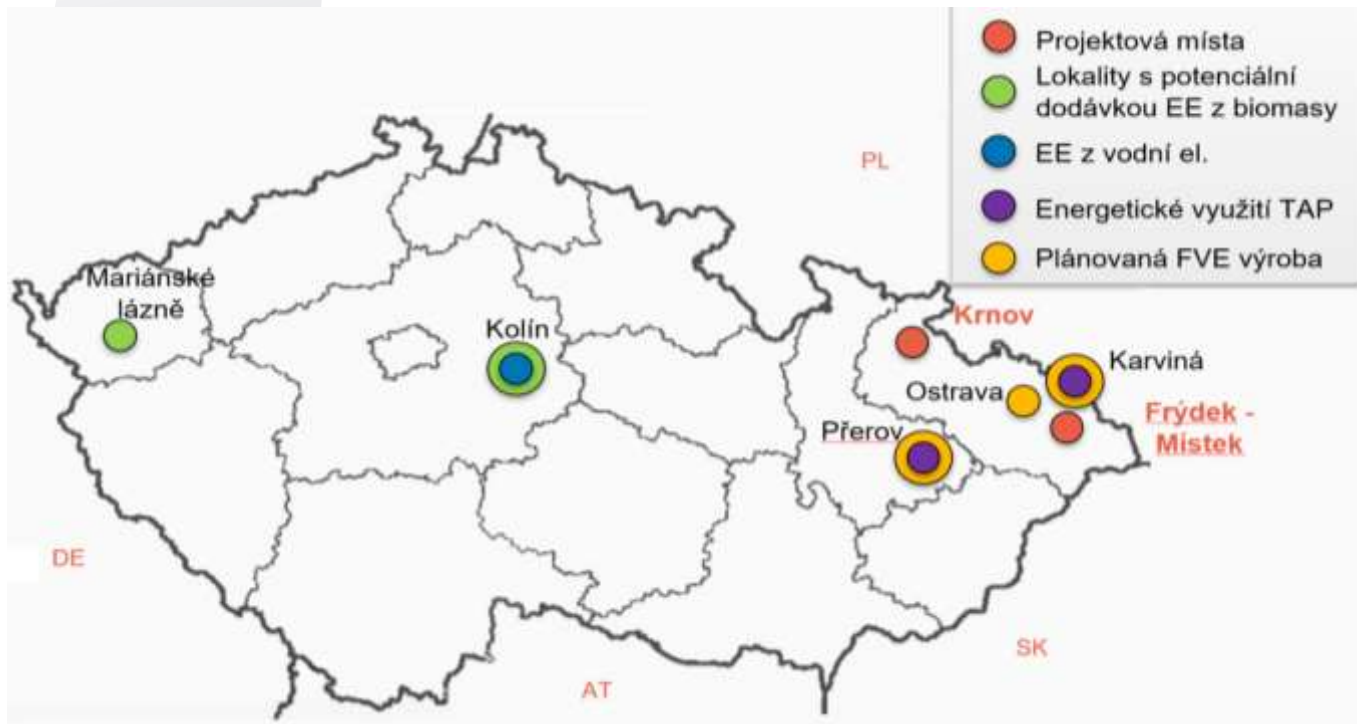 Projektová místa
Lokality s potenciální
dodávkou EE z biomasy
EE z vodní el.
Energetické využití TAP
Plánovaná FVE výroba
PL
Mariánské
lázně
Kolín
Krnov
Karviná
Ostrava
Frýdek -
Místek
Přerov
DE
SK
AT